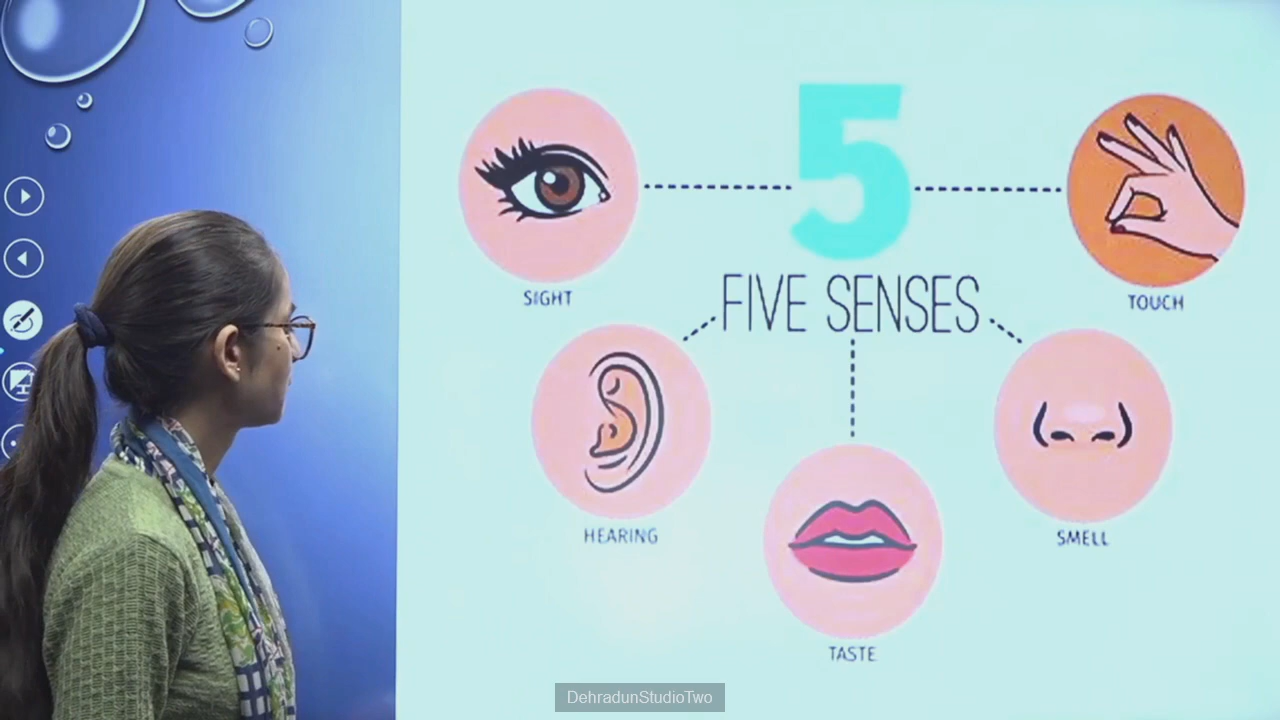 5
FIVE SENSES
SIGHT
TOUCH
HEARING
SMELL
TASTE
DehradunStudioTwo